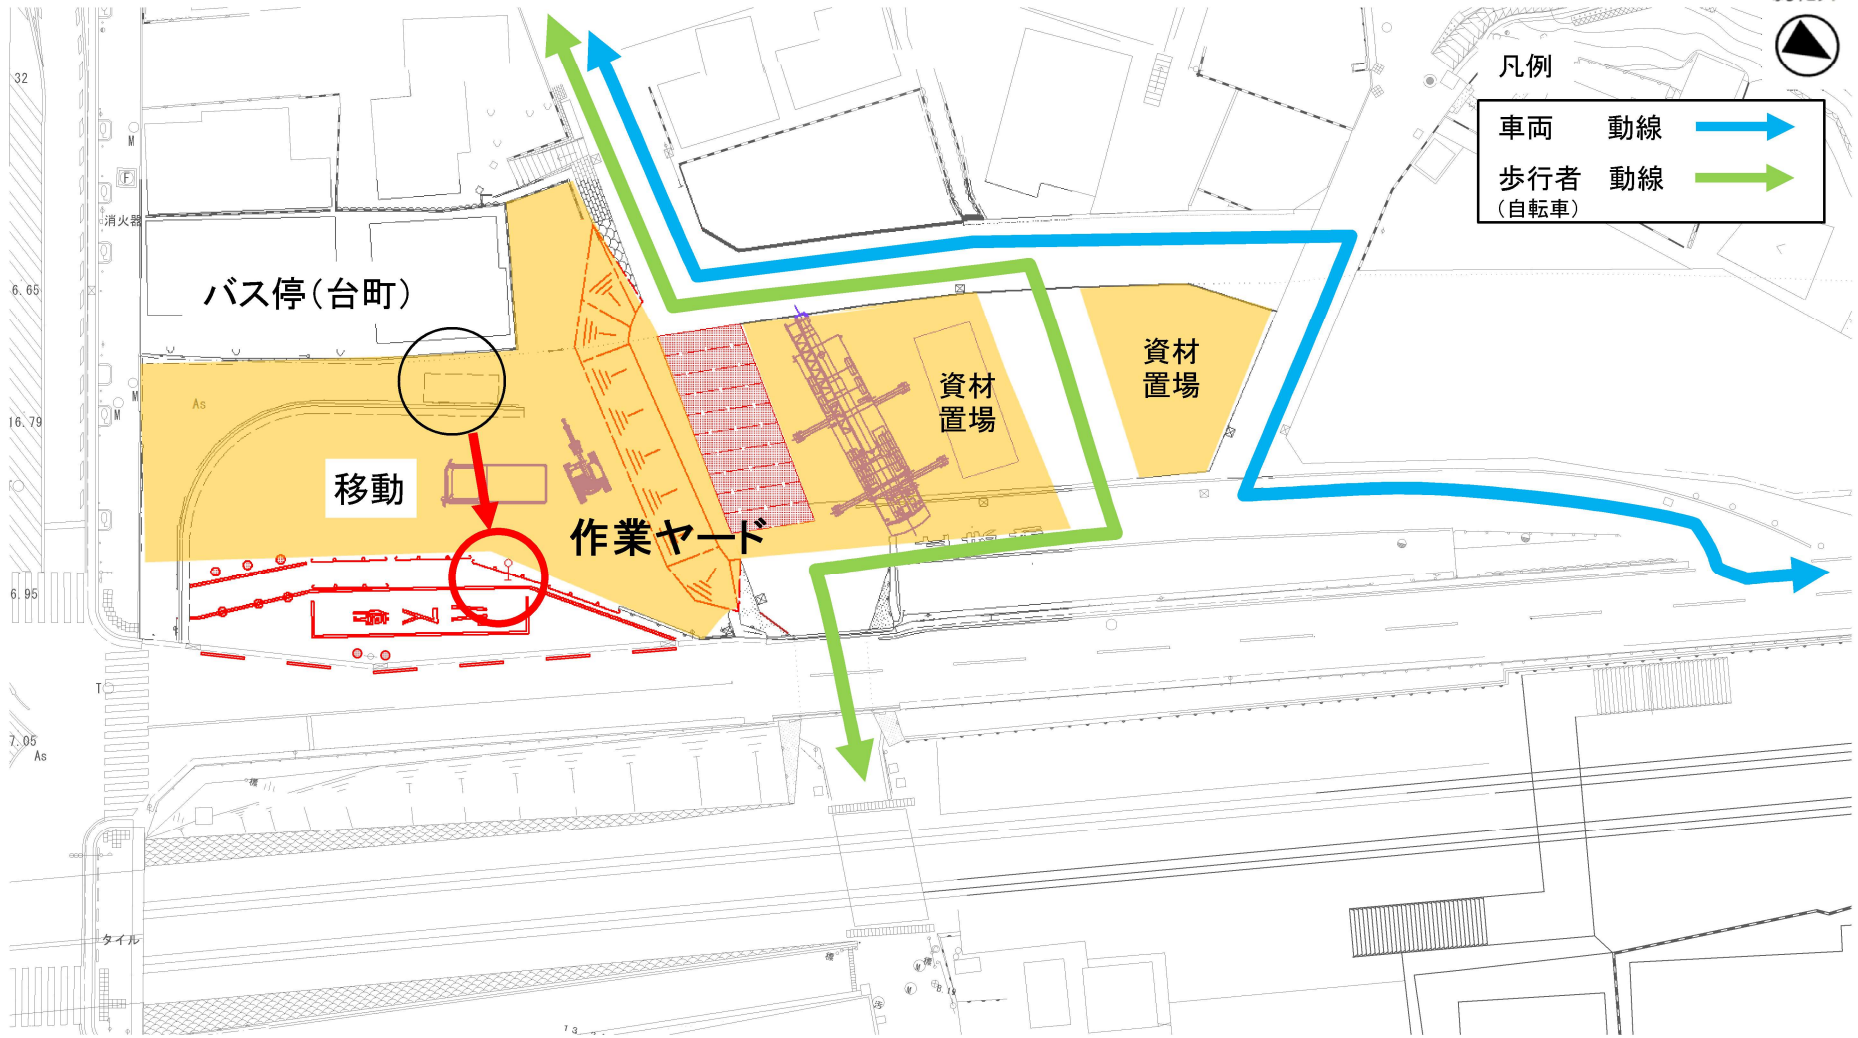 凡例
車両 動線
歩行者 動線
(自転車)
32
M
F
消火器
6.65
バス停(台町)
資材
置場
資材
置場
M
M
As
16.79
移動
作業ヤード
6.95
T
7.05
As
タイル
M
M
8.19